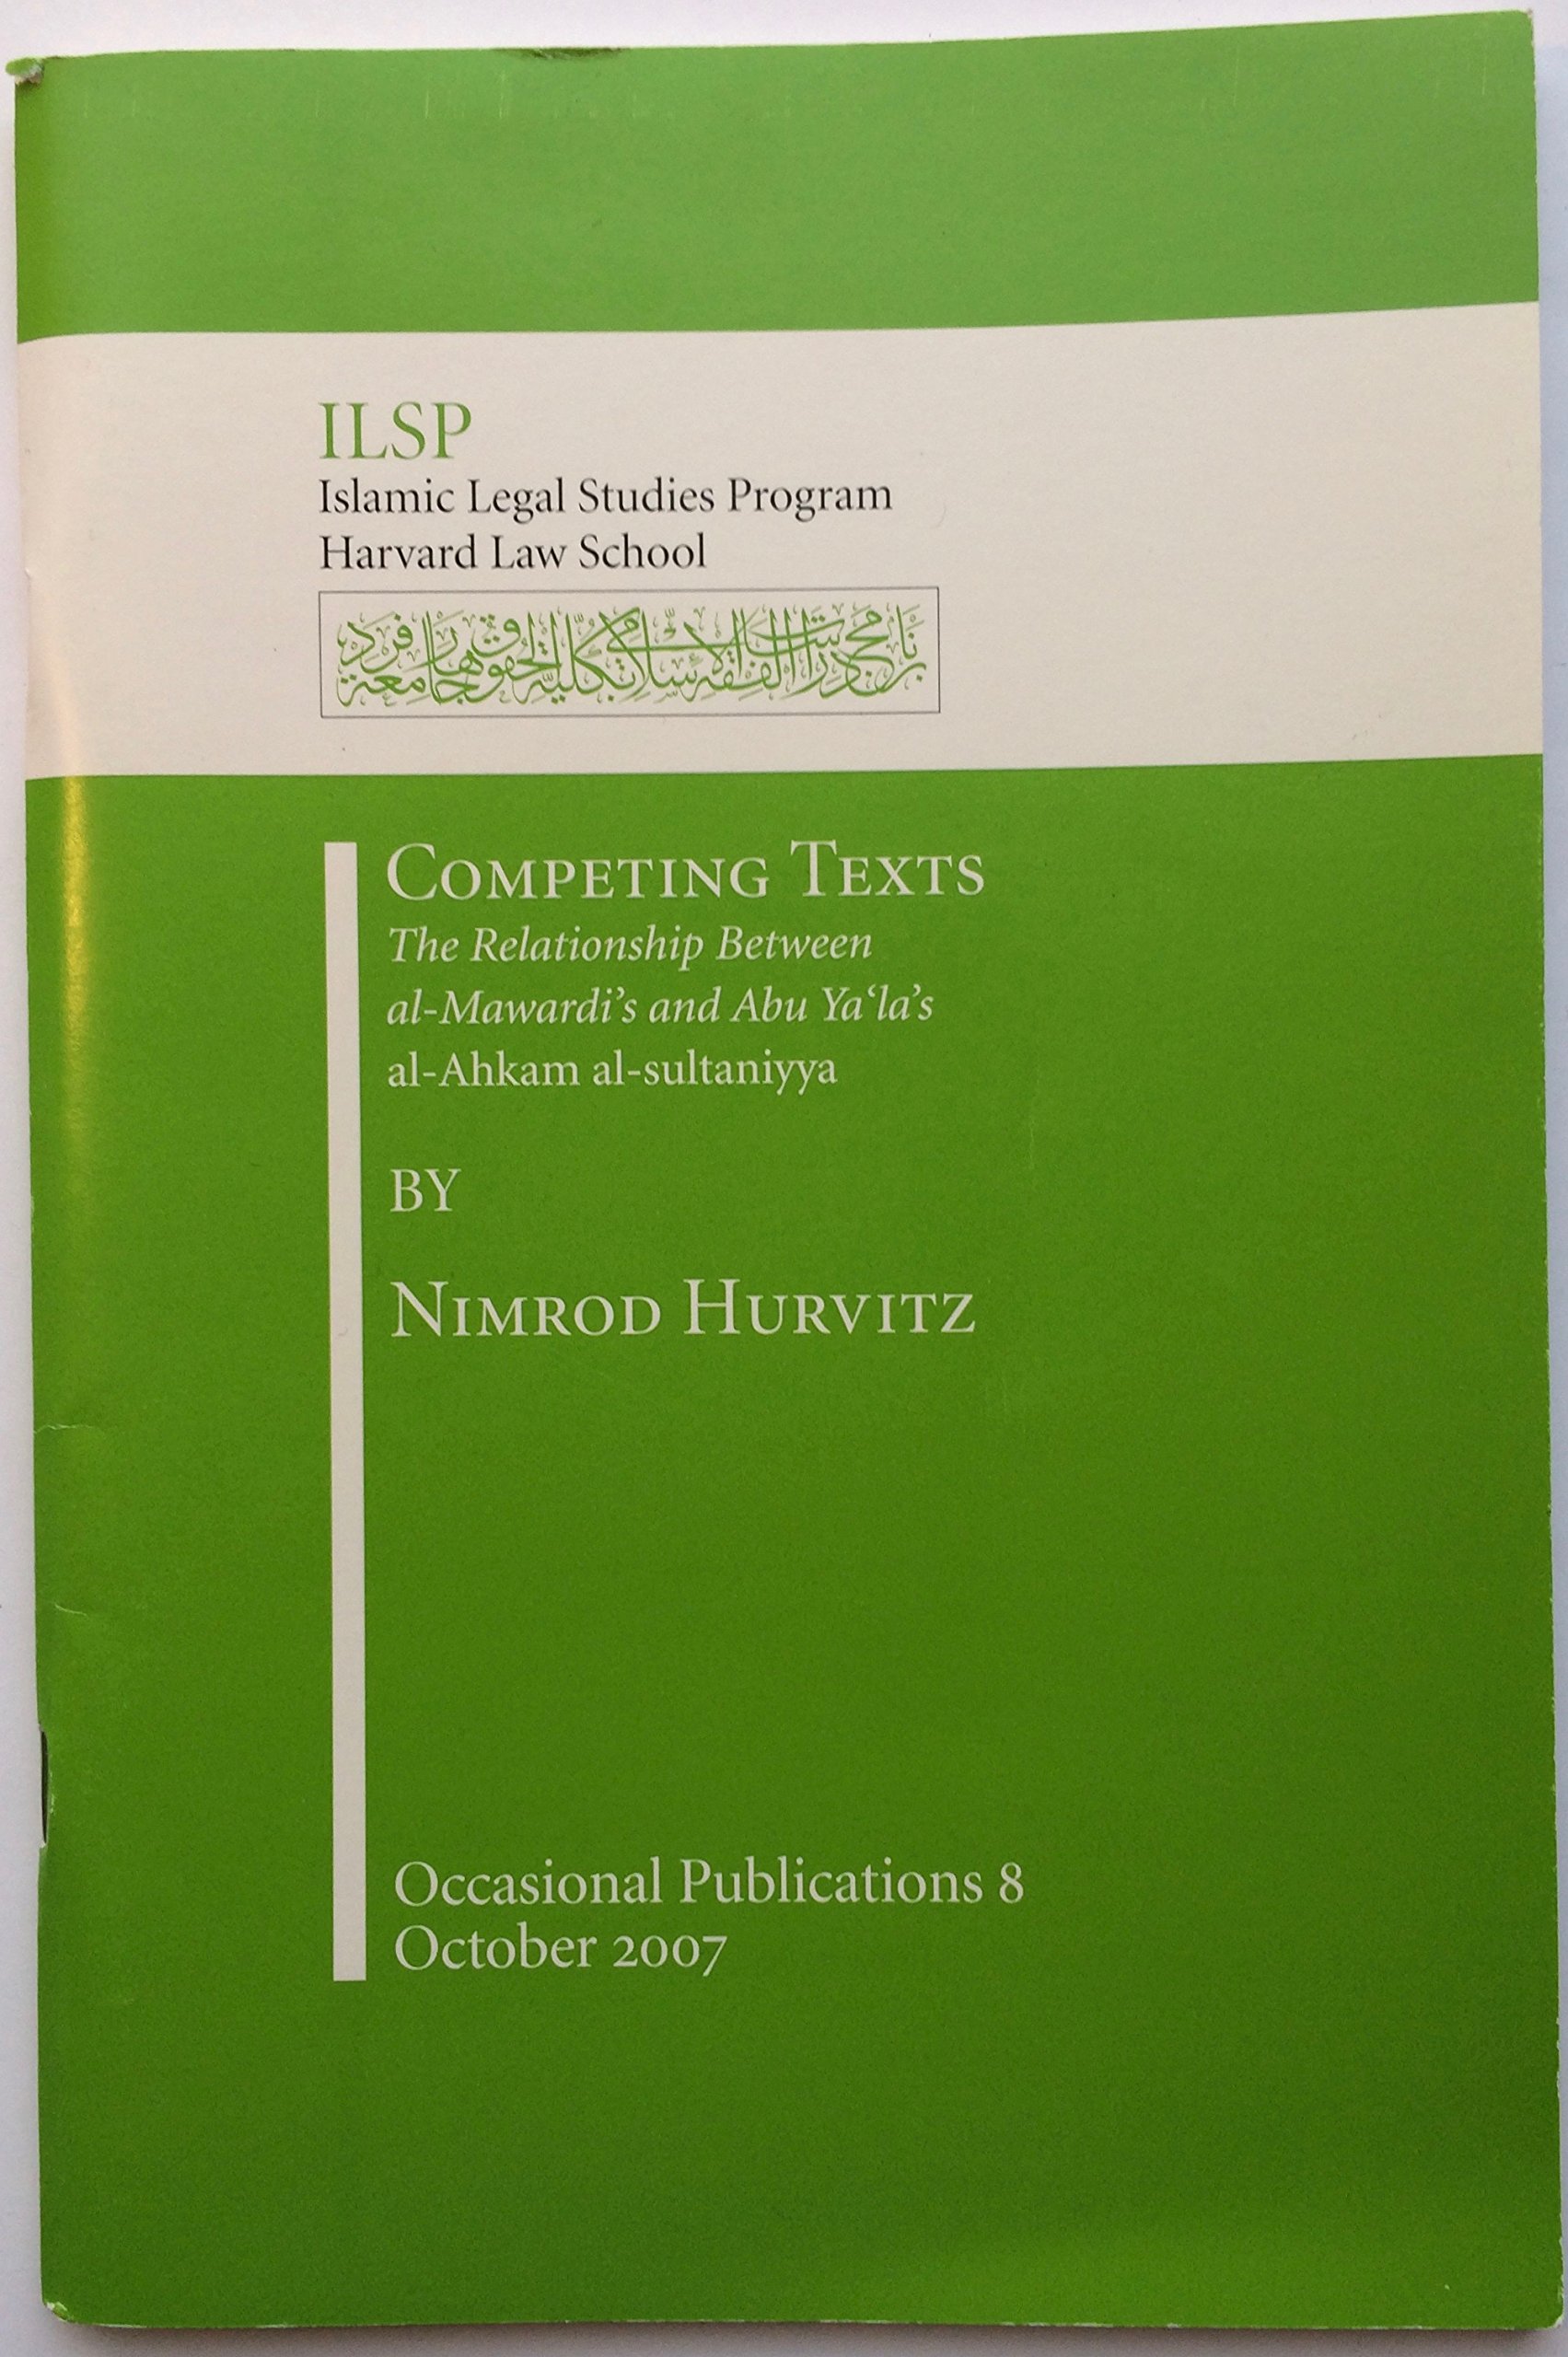 ILSP
Islamic Legal Studies Program
Harvard Law School
برنامج دراسات الفقه الإسلامي بكلية الحقوق جامعة هارفرد
COMPETING TEXTS
The Relationship Between
al-Mawardi's and Abu Ya‘la's
al-Ahkam al-sultaniyya
BY
NIMROD HURVITZ
Occasional Publications 8
October 2007